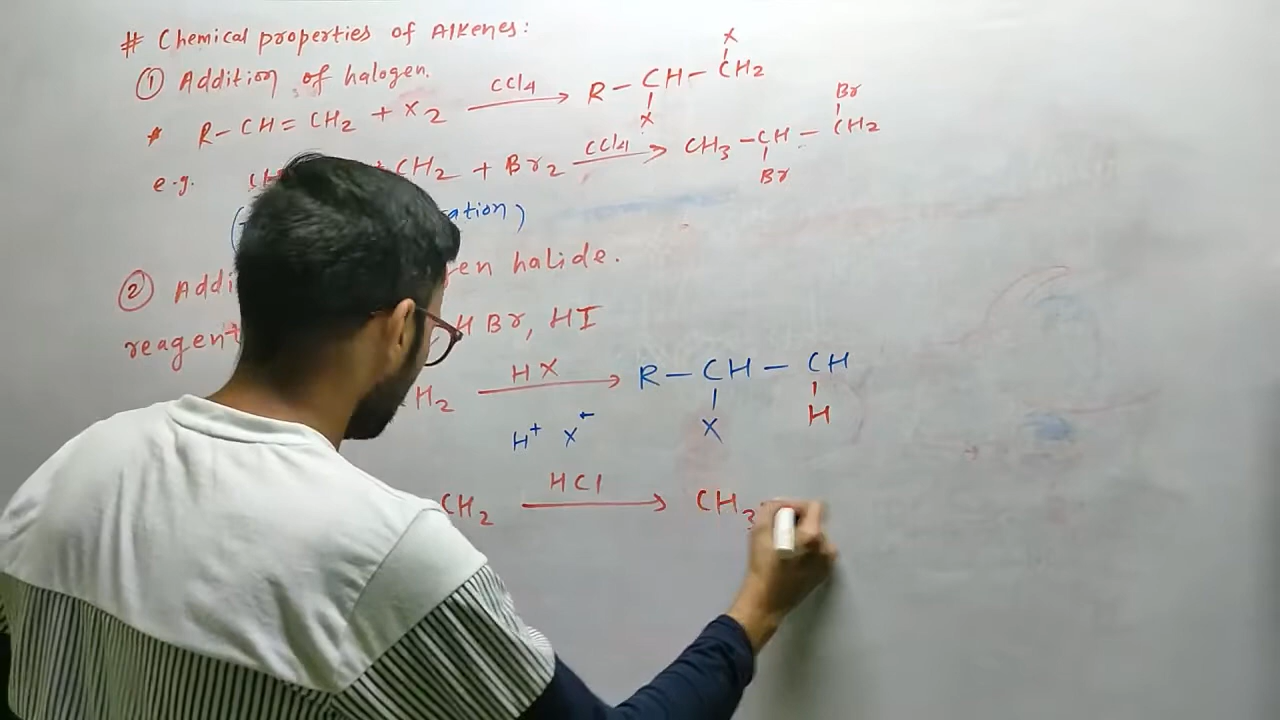 # Chemical properties of Alkenes:
① Addition of halogen.
* R-CH=CH₂ + X₂ —CCl₄→ R-CH-CH₂
X
X
e.g. CH₂ + Br₂ —CCl₄→ CH₃-CH-CH₂
Br
Br
ation)
② Addi en halide.
reagent HBr, HI
H₂ —HX→ R-CH-CH
H⁺ X⁻
X
H
CH₂ —HCl→ CH₃